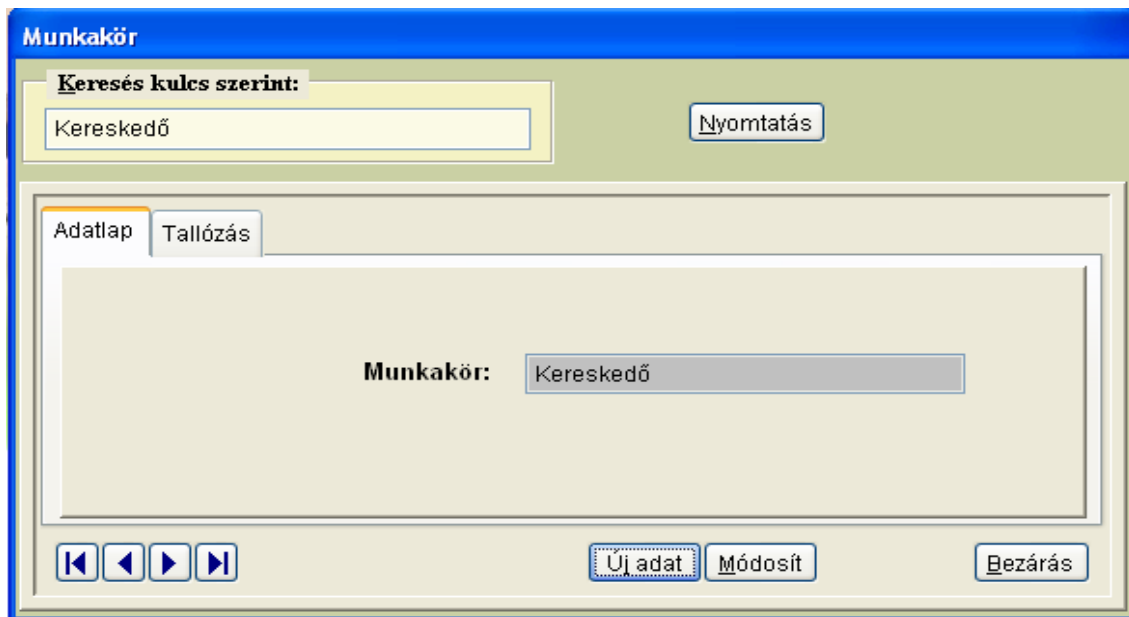 Munkakör
Keresés kulcs szerint:
Kereskedő
Nyomtatás
Adatlap
Tallózás
Munkakör:
Kereskedő
Új adat
Módosít
Bezárás